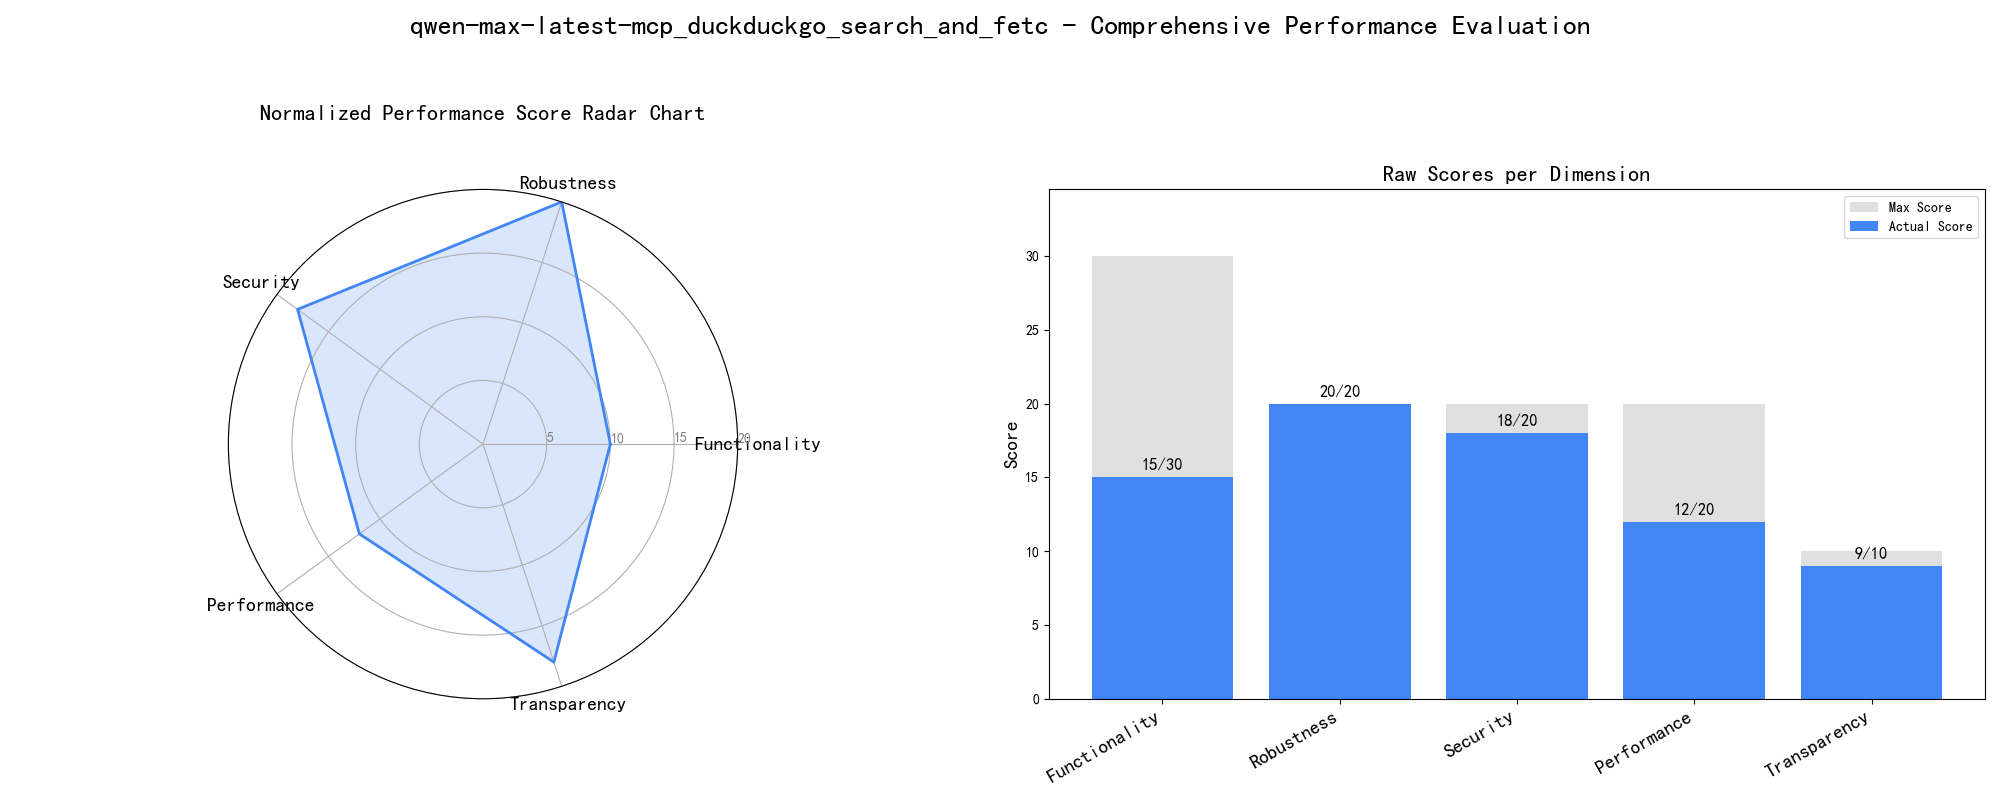 qwen-max-latest-mcp_duckduckgo_search_and_fetc - Comprehensive Performance Evaluation
Normalized Performance Score Radar Chart
Robustness
Security
Functionality
5
10
15
20
Performance
Transparency
Raw Scores per Dimension
Max Score
Actual Score
Score
30
25
20
15
10
5
0
15/30
20/20
18/20
12/20
9/10
Functionality
Robustness
Security
Performance
Transparency